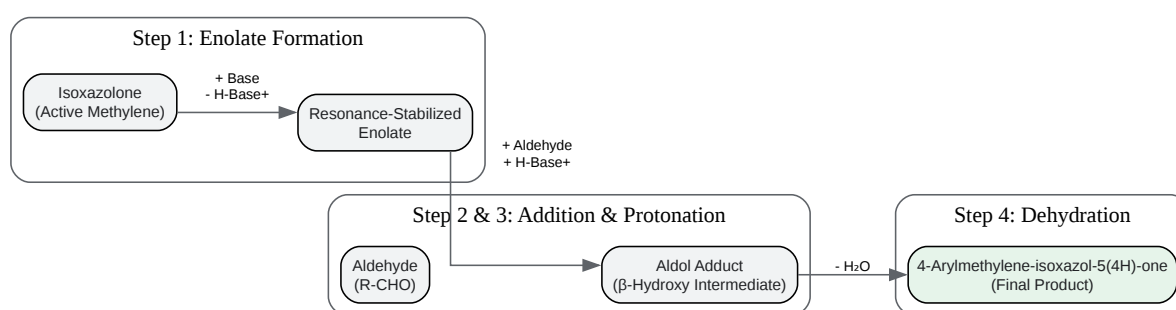 Step 1: Enolate Formation
Isoxazolone
(Active Methylene)
+ Base
- H-Base+
Resonance-Stabilized
Enolate
+ Aldehyde
+ H-Base+
Step 2 & 3: Addition & Protonation
Aldehyde
(R-CHO)
Aldol Adduct
(β-Hydroxy Intermediate)
- H₂O
Step 4: Dehydration
4-Arylmethylene-isoxazol-5(4H)-one
(Final Product)